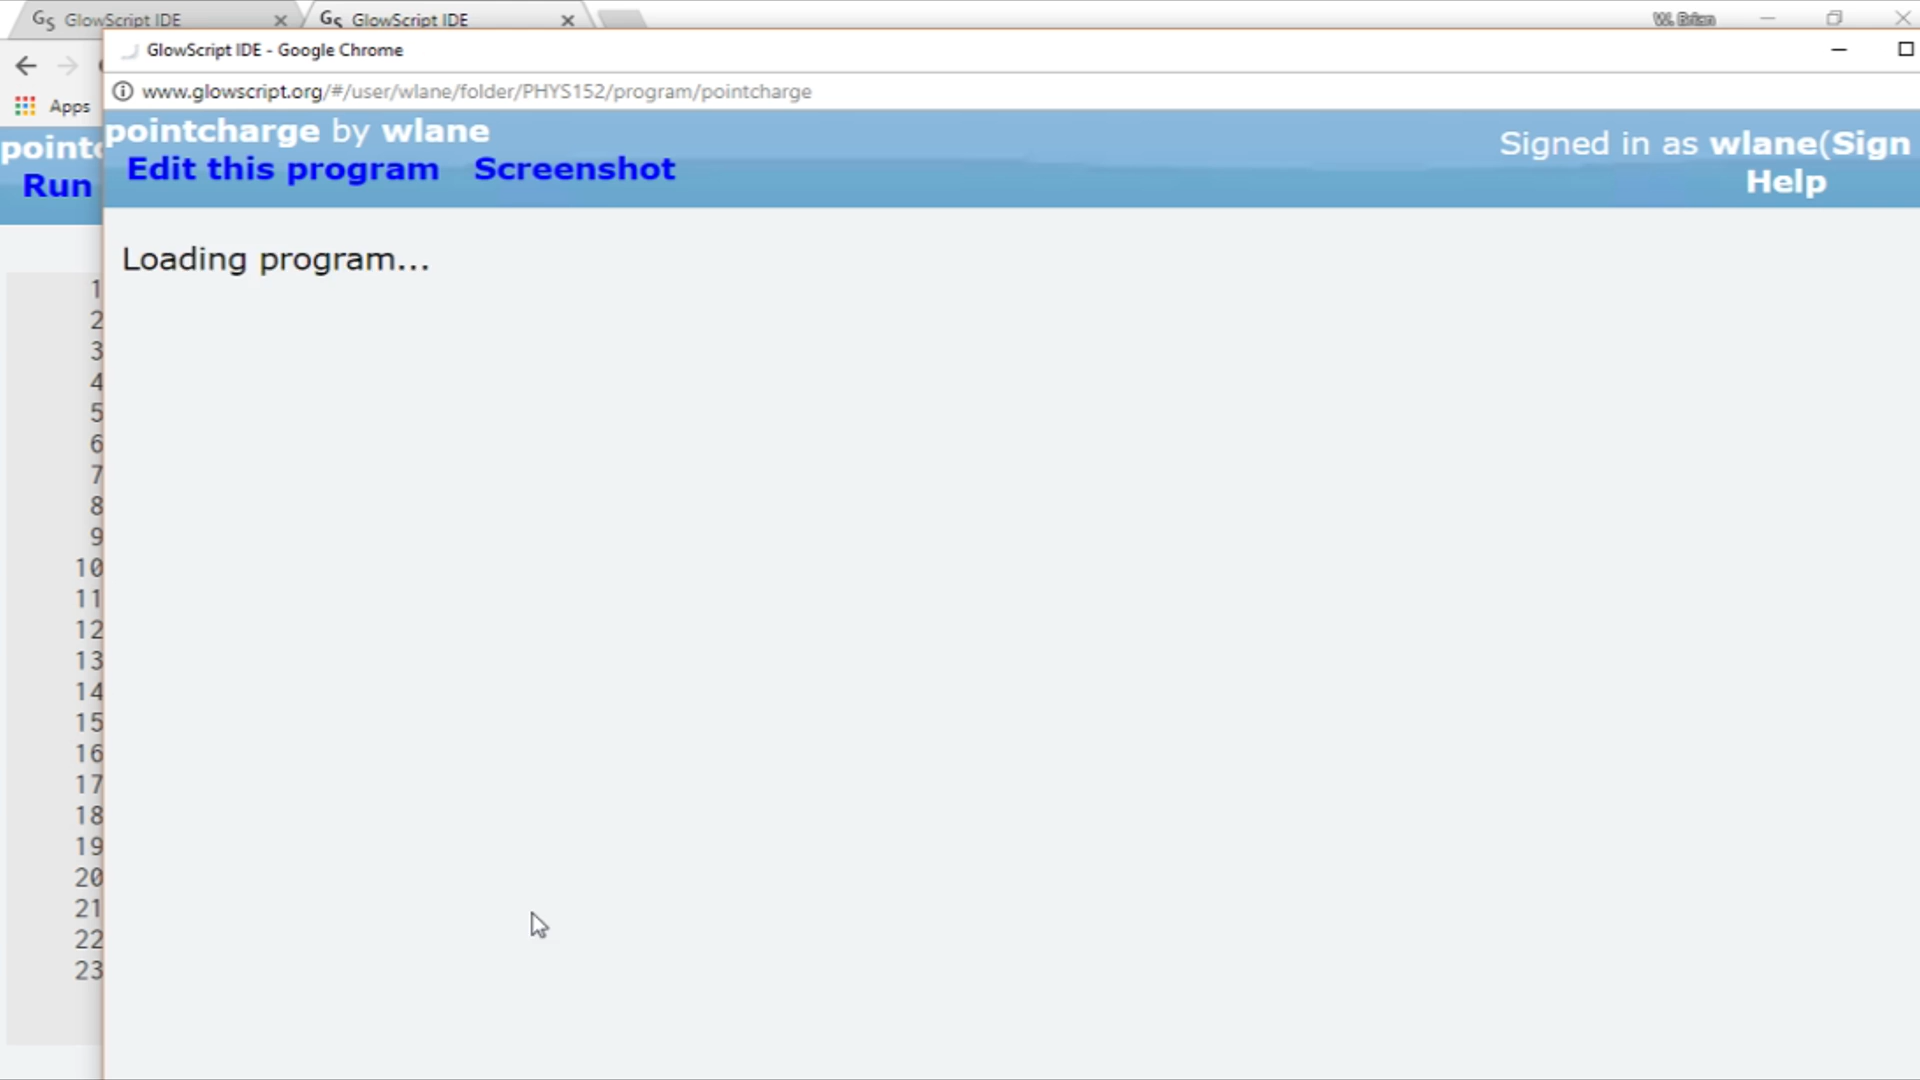 GlowScript IDE
GlowScript IDE
W. Brian
GlowScript IDE - Google Chrome
www.glowscript.org/#/user/wlane/folder/PHYS152/program/pointcharge
Apps
pointcharge by wlane
Signed in as wlane(Sign
Edit this program Screenshot
Help
pointc
Run
Loading program...
1
2
3
4
5
6
7
8
9
10
11
12
13
14
15
16
17
18
19
20
21
22
23